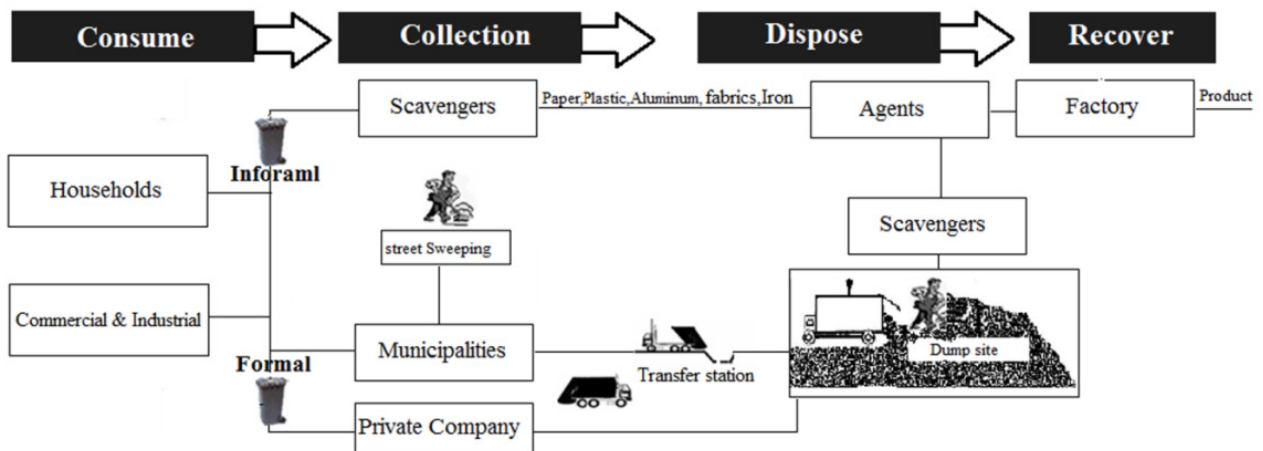 Consume
Collection
Dispose
Recover
Scavengers
Paper,Plastic,Aluminum, fabrics,Iron
Agents
Factory
Product
Inforaml
Households
Scavengers
street Sweeping
Commercial & Industrial
Municipalities
Dump site
Formal
Transfer station
Private Company